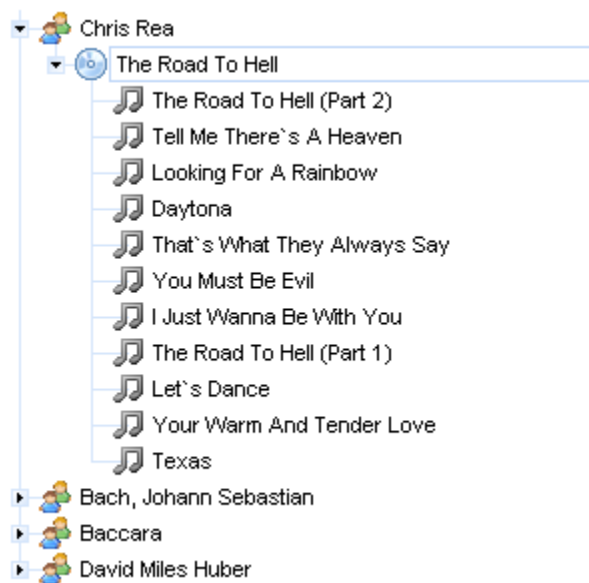 Chris Rea
The Road To Hell
The Road To Hell (Part 2)
Tell Me There`s A Heaven
Looking For A Rainbow
Daytona
That`s What They Always Say
You Must Be Evil
I Just Wanna Be With You
The Road To Hell (Part 1)
Let`s Dance
Your Warm And Tender Love
Texas
Bach, Johann Sebastian
Baccara
David Miles Huber